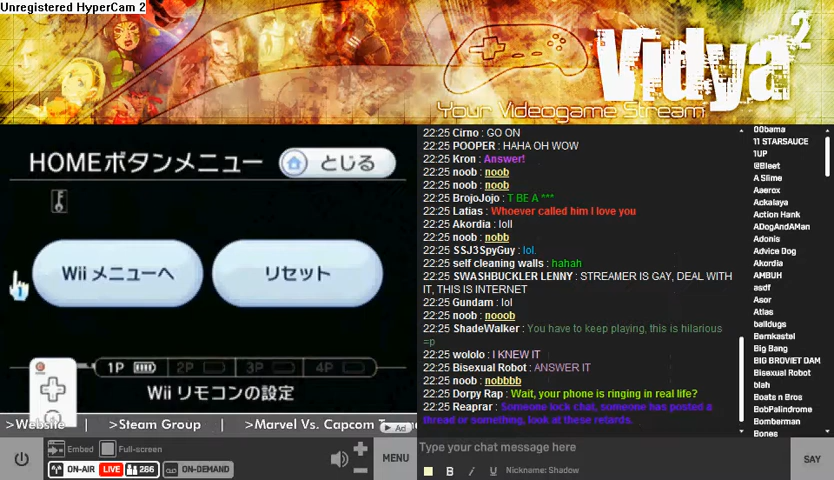 Unregistered HyperCam 2
Vidya²
Your Videogame Stream
HOMEボタンメニュー
とじる
Wii メニューへ
リセット
1P 2P 3P 4P
Wii リモコンの設定
>Website | >Steam Group | >Marvel Vs. Capcom
Ad
Embed
Full-screen
ON-AIR LIVE 286 ON-DEMAND
MENU
22:25 Cirno : GO ON
22:25 POOPER : HAHA OH WOW
22:25 Kron : Answer!
22:25 noob : noob
22:25 noob : noob
22:25 BrojoJojo : T BE A ***
22:25 Latias : Whoever called him I love you
22:25 Akordia : loll
22:25 noob : nobb
22:25 SSJ3SpyGuy : lol.
22:25 self cleaning walls : hahah
22:25 SWASHBUCKLER LENNY : STREAMER IS GAY, DEAL WITH
IT, THIS IS INTERNET
22:25 Gundam : lol
22:25 noob : nooob
22:25 ShadeWalker : You have to keep playing, this is hilarious
=p
22:25 wololo : I KNEW IT
22:25 Bisexual Robot : ANSWER IT
22:25 noob : nobbbb
22:25 Dorpy Rap : Wait, your phone is ringing in real life?
22:25 Reaprar : Someone lock chat, someone has posted a
thread or something, look at these retards.
Type your chat message here
B I U Nickname: Shadow
SAY
00bama
11 STARSAUCE
1UP
@Bleet
A Slime
Aaerox
Ackalaya
Action Hank
ADogAndAMan
Adonis
Advice Dog
Akordia
AMBUH
asdf
Asor
Atlas
balldugs
Bernkastel
Big Bang
BIG BROVIET DAM
Bisexual Robot
blah
Boats n Bros
BobPalindrome
Bomberman
Bones